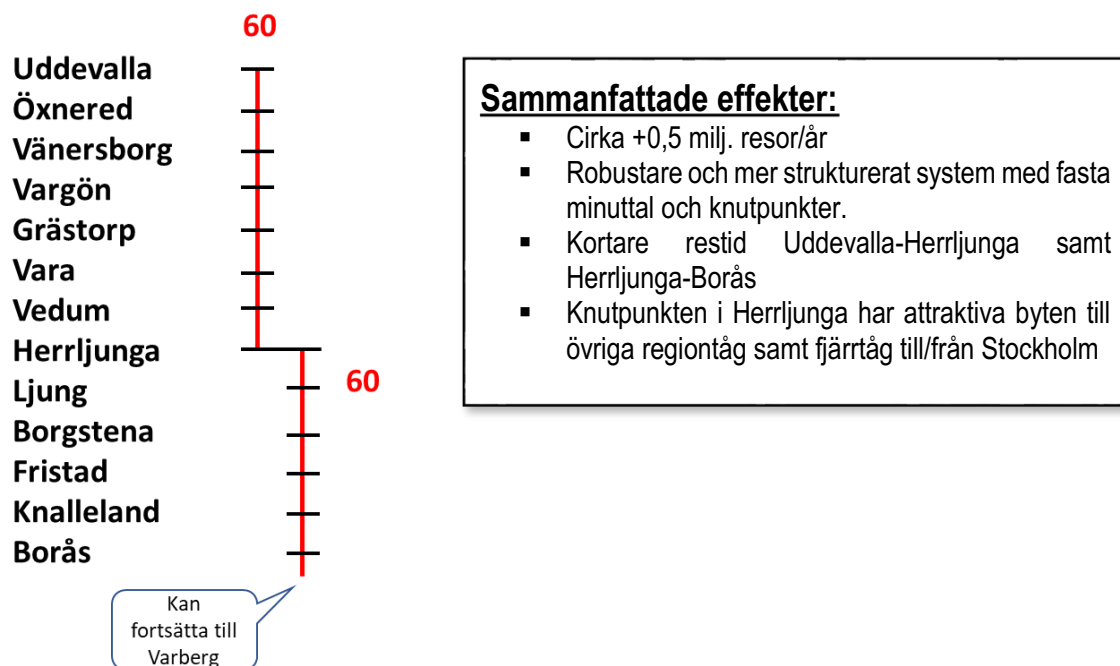 60
Uddevalla
Öxnered
Vänersborg
Vargön
Grästorp
Vara
Vedum
Herrljunga
Ljung
60
Borgstena
Fristad
Knalleland
Borås
Kan
fortsätta till
Varberg
Sammanfattade effekter:
▪ Cirka +0,5 milj. resor/år
▪ Robustare och mer strukturerat system med fasta
minuttal och knutpunkter.
▪ Kortare restid Uddevalla-Herrljunga samt
Herrljunga-Borås
▪ Knutpunkten i Herrljunga har attraktiva byten till
övriga regiontåg samt fjärrtåg till/från Stockholm